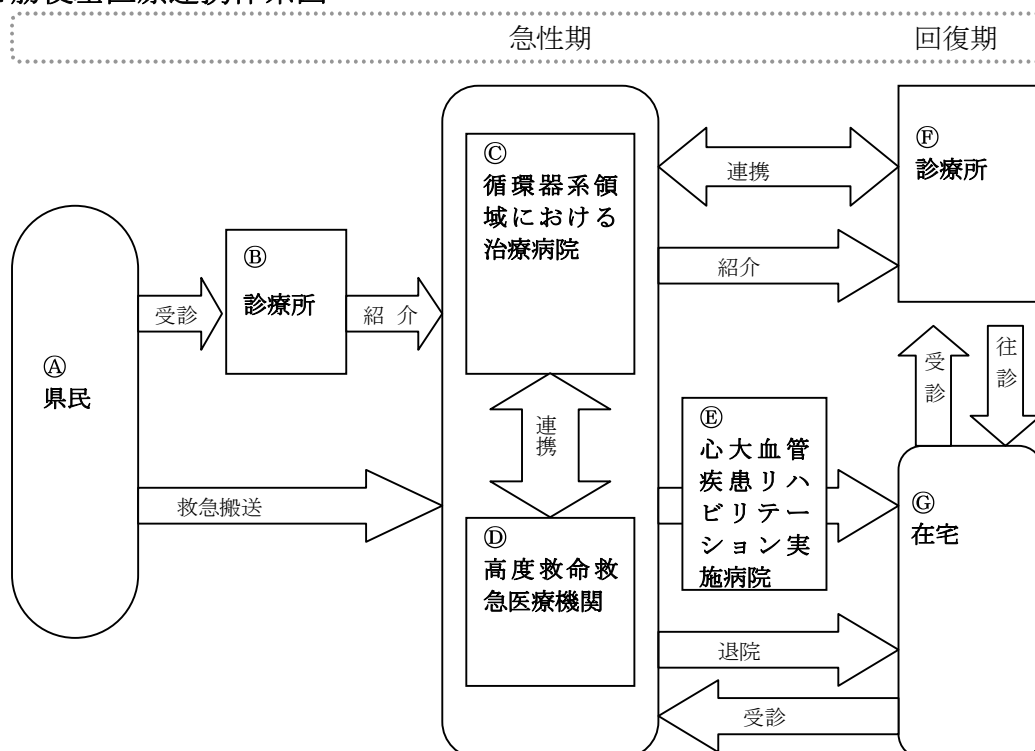 急性期
回復期
Ⓐ
県民
受診
Ⓑ
診療所
紹 介
救急搬送
Ⓒ
循環器系領
域における
治療病院
連
携
Ⓓ
高度救命救
急医療機関
連携
紹介
Ⓔ
心大血管
疾患リハ
ビリテー
ション実
施病院
退院
受診
Ⓕ
診療所
受
診
往
診
Ⓖ
在宅